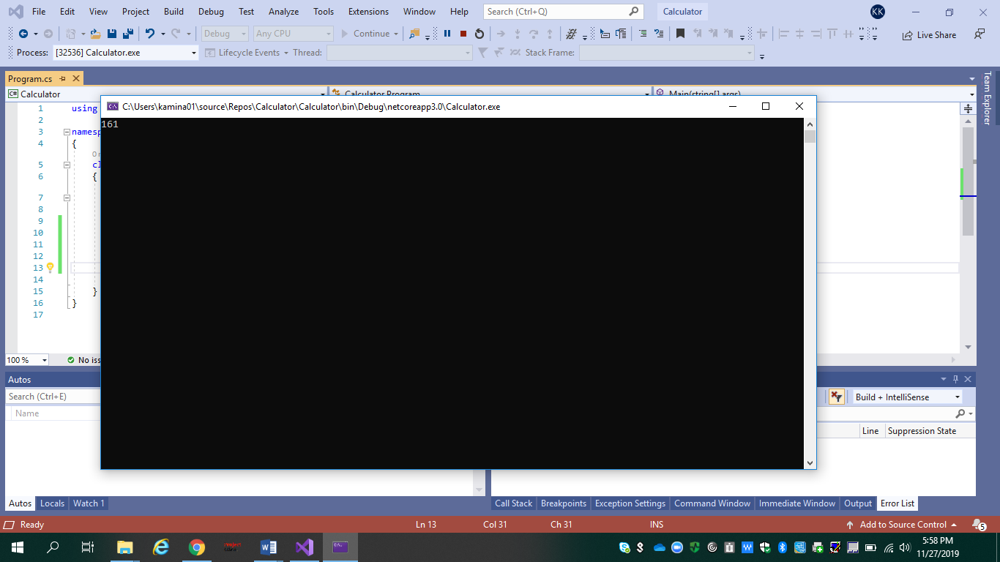 File Edit View Project Build Debug Test Analyze Tools Extensions Window Help Search (Ctrl+Q) Calculator KK
Debug Any CPU Continue Live Share
Process: [32536] Calculator.exe Lifecycle Events Thread: Stack Frame:
Program.cs
Team Explorer
Calculator Calculator.Program Main(string[] args)
C:\Users\kamina01\source\Repos\Calculator\Calculator\bin\Debug\netcoreapp3.0\Calculator.exe
161
1 using
2
3 namesp
4 {
5 cl
6 {
7
8
9
10
11
12
13
14
15 }
16 }
17
100 % No iss
Autos
Search (Ctrl+E) Build + IntelliSense
Name Line Suppression State
Autos Locals Watch 1 Call Stack Breakpoints Exception Settings Command Window Immediate Window Output Error List
Ready Ln 13 Col 31 Ch 31 INS Add to Source Control 5
5:58 PM
11/27/2019